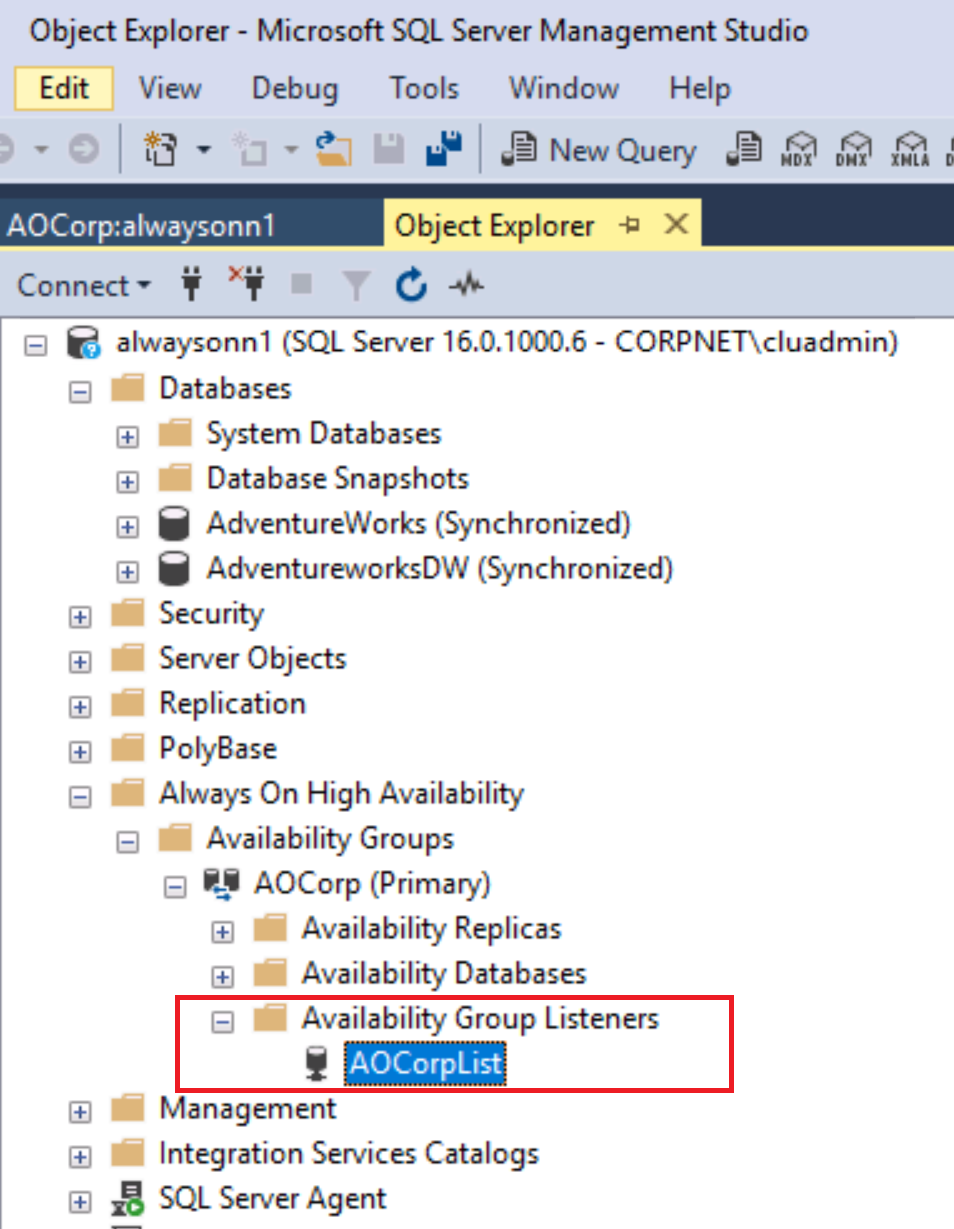 Object Explorer - Microsoft SQL Server Management Studio
Edit View Debug Tools Window Help
New Query MDX DMX XMLA
AOCorp:alwaysonn1 Object Explorer
Connect
alwaysonn1 (SQL Server 16.0.1000.6 - CORPNET\cluadmin)
Databases
System Databases
Database Snapshots
AdventureWorks (Synchronized)
AdventureworksDW (Synchronized)
Security
Server Objects
Replication
PolyBase
Always On High Availability
Availability Groups
AOCorp (Primary)
Availability Replicas
Availability Databases
Availability Group Listeners
AOCorpList
Management
Integration Services Catalogs
SQL Server Agent